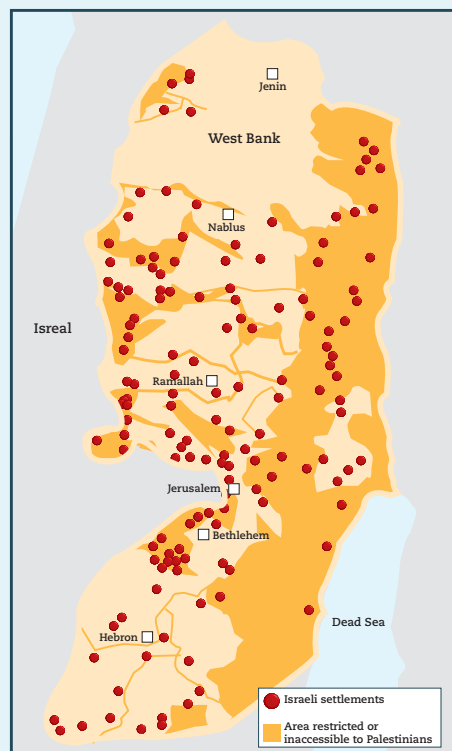 Jenin
West Bank
Nablus
Isreal
Ramallah
Jerusalem
Bethlehem
Dead Sea
Hebron
Israeli settlements
Area restricted or
inaccessible to Palestinians